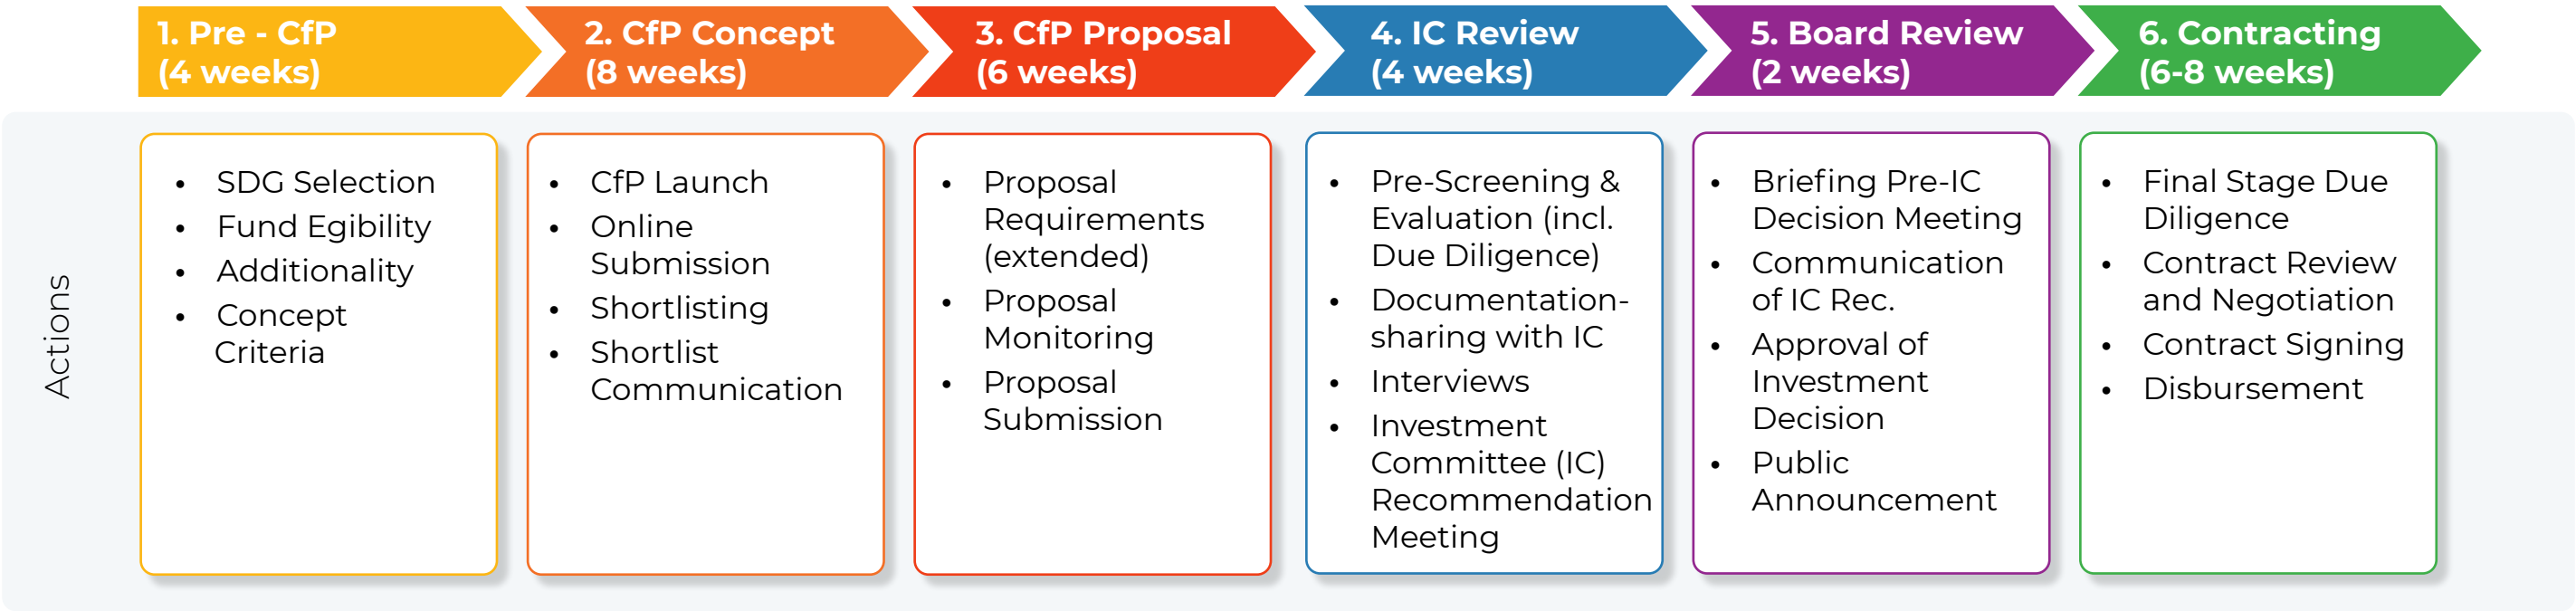 1. Pre - CfP
(4 weeks)
2. CfP Concept
(8 weeks)
3. CfP Proposal
(6 weeks)
4. IC Review
(4 weeks)
5. Board Review
(2 weeks)
6. Contracting
(6-8 weeks)
Actions
• SDG Selection
• Fund Egibility
• Additionality
• Concept
Criteria
• CfP Launch
• Online
Submission
• Shortlisting
• Shortlist
Communication
• Proposal
Requirements
(extended)
• Proposal
Monitoring
• Proposal
Submission
• Pre-Screening &
Evaluation (incl.
Due Diligence)
• Documentation-
sharing with IC
• Interviews
• Investment
Committee (IC)
Recommendation
Meeting
• Briefing Pre-IC
Decision Meeting
• Communication
of IC Rec.
• Approval of
Investment
Decision
• Public
Announcement
• Final Stage Due
Diligence
• Contract Review
and Negotiation
• Contract Signing
• Disbursement